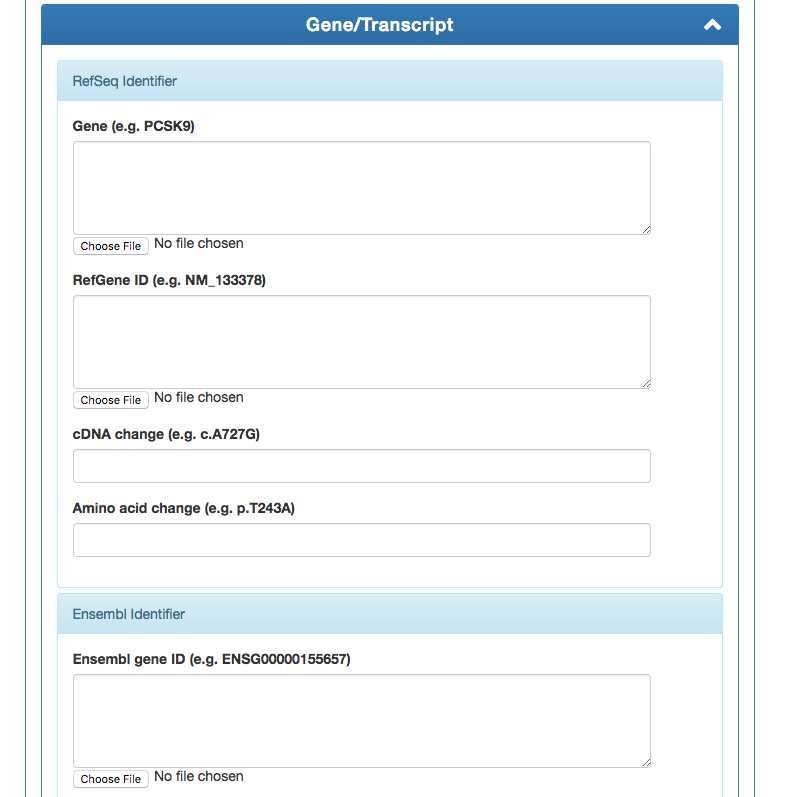 Gene/Transcript
RefSeq Identifier
Gene (e.g. PCSK9)
Choose File No file chosen
RefGene ID (e.g. NM_133378)
Choose File No file chosen
cDNA change (e.g. c.A727G)
Amino acid change (e.g. p.T243A)
Ensembl Identifier
Ensembl gene ID (e.g. ENSG00000155657)
Choose File No file chosen